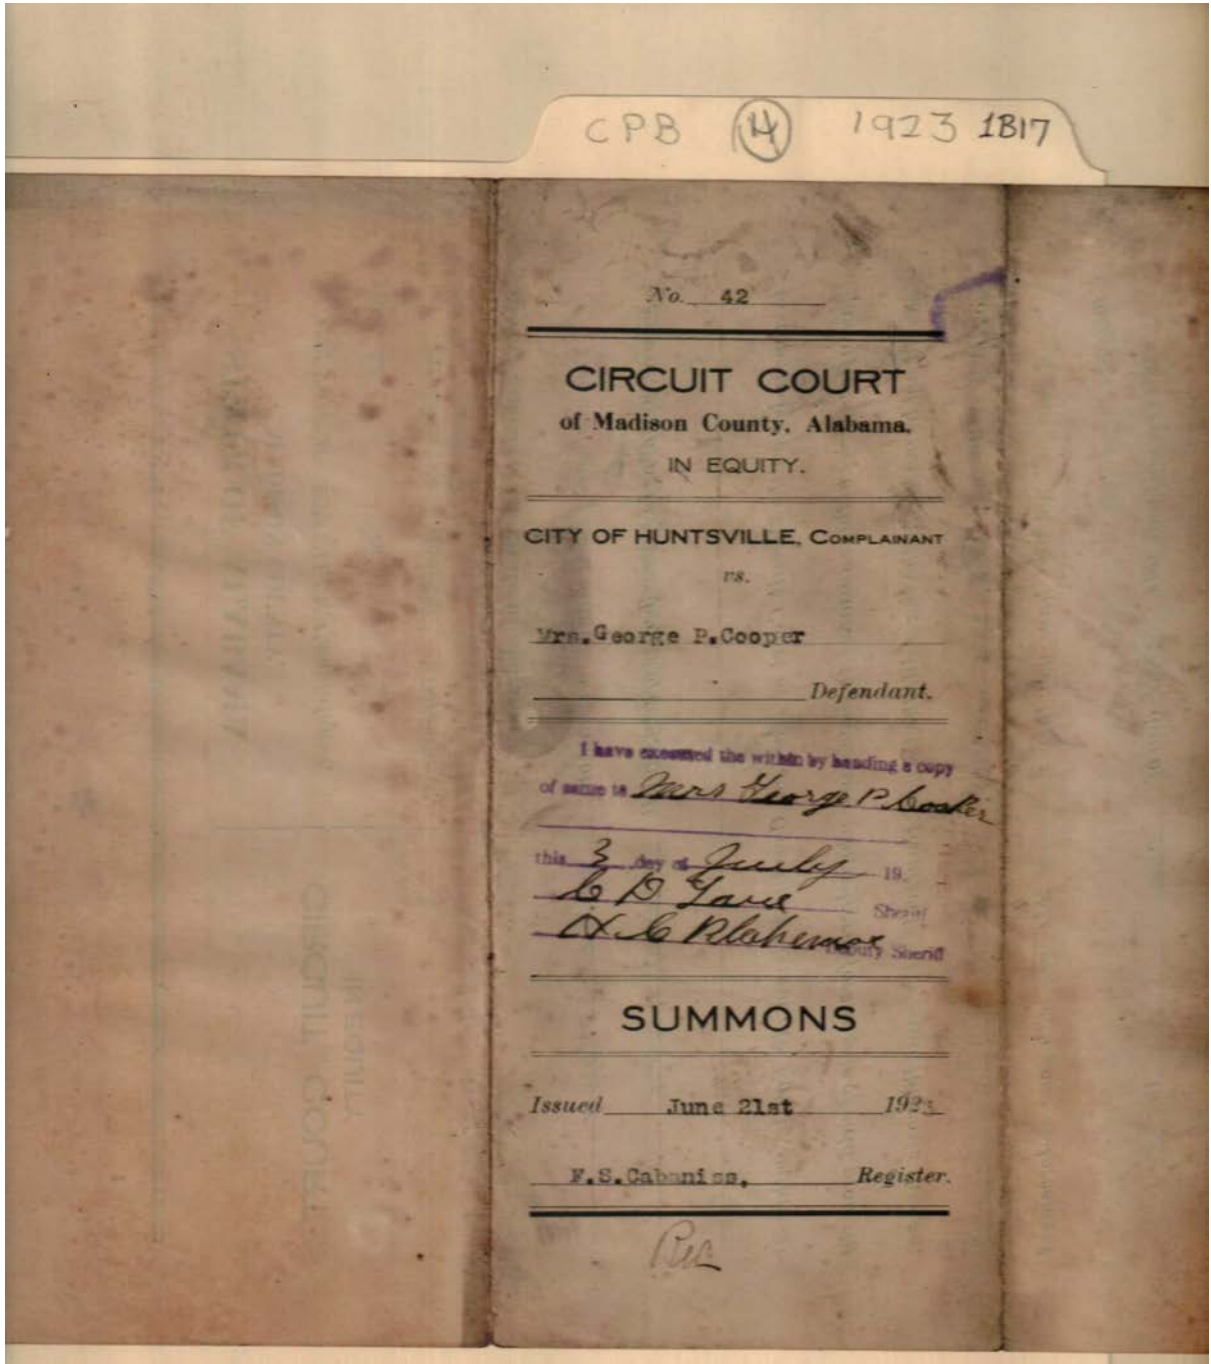 CPB 4 1923 1B17
No. 42
CIRCUIT COURT
of Madison County, Alabama.
IN EQUITY.
CITY OF HUNTSVILLE, COMPLAINANT
vs.
Mrs.George P.Cooper
Defendant.
I have executed the within by handing a copy
of same to Mrs George P Cooper
this 3 day of July 19
C D Sheriff
H C Deputy Sheriff
SUMMONS
Issued June 21st 1923
F.S.Cabaniss, Register.
Rec